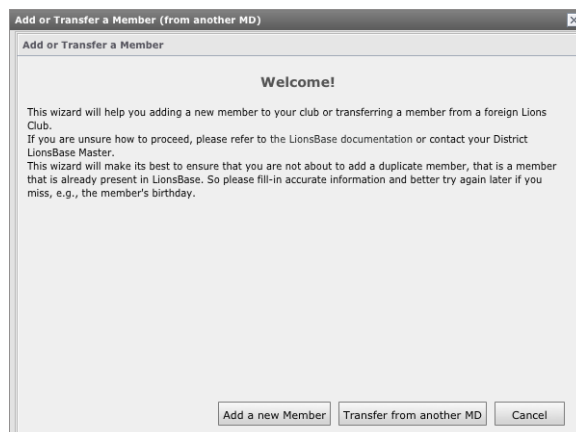 Add or Transfer a Member (from another MD)
Add or Transfer a Member
Welcome!
This wizard will help you adding a new member to your club or transferring a member from a foreign Lions
Club.
If you are unsure how to proceed, please refer to the LionsBase documentation or contact your District
LionsBase Master.
This wizard will make its best to ensure that you are not about to add a duplicate member, that is a member
that is already present in LionsBase. So please fill-in accurate information and better try again later if you
miss, e.g., the member's birthday.
Add a new Member Transfer from another MD Cancel